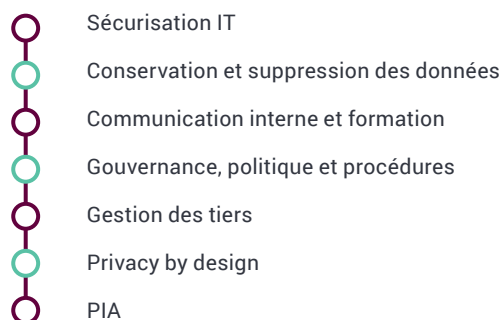 Sécurisation IT
Conservation et suppression des données
Communication interne et formation
Gouvernance, politique et procédures
Gestion des tiers
Privacy by design
PIA